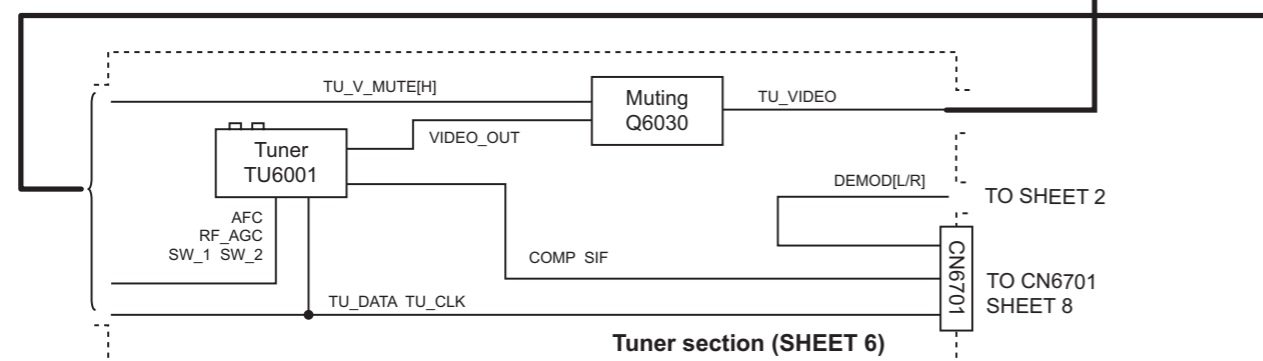 TU_V_MUTE[H]
Muting
Q6030
TU_VIDEO
VIDEO_OUT
Tuner
TU6001
DEMOD[L/R]
TO SHEET 2
AFC
RF_AGC
SW_1 SW_2
COMP SIF
CN6701
TO CN6701
SHEET 8
TU_DATA TU_CLK
Tuner section (SHEET 6)